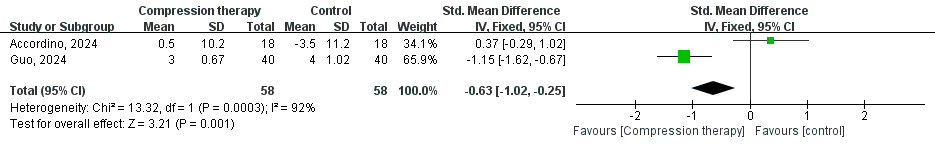 Compression therapy Control Std. Mean Difference Std. Mean Difference
Study or Subgroup Mean SD Total Mean SD Total Weight IV, Fixed, 95% CI IV, Fixed, 95% CI
Accordino, 2024 0.5 10.2 18 -3.5 11.2 18 34.1% 0.37 [-0.29, 1.02]
Guo, 2024 3 0.67 40 4 1.02 40 65.9% -1.15 [-1.62, -0.67]
Total (95% CI) 58 58 100.0% -0.63 [-1.02, -0.25]
Heterogeneity: Chi² = 13.32, df = 1 (P = 0.0003); I² = 92%
Test for overall effect: Z = 3.21 (P = 0.001)
-2 -1 0 1 2
Favours [Compression therapy] Favours [control]